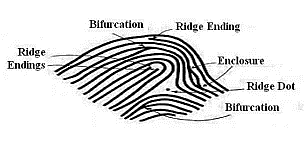 Bifurcation
Ridge Ending
Ridge
Endings
Enclosure
Ridge Dot
Bifurcation